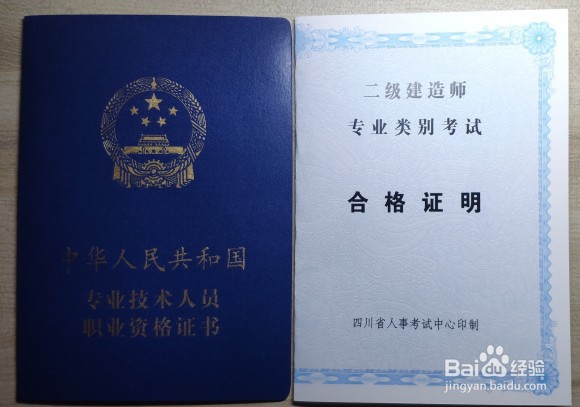 中华人民共和国
专业技术人员
职业资格证书
二级建造师
专业类别考试
合格证明
四川省人事考试中心印制
Baidu经验
jingyan.baidu.com